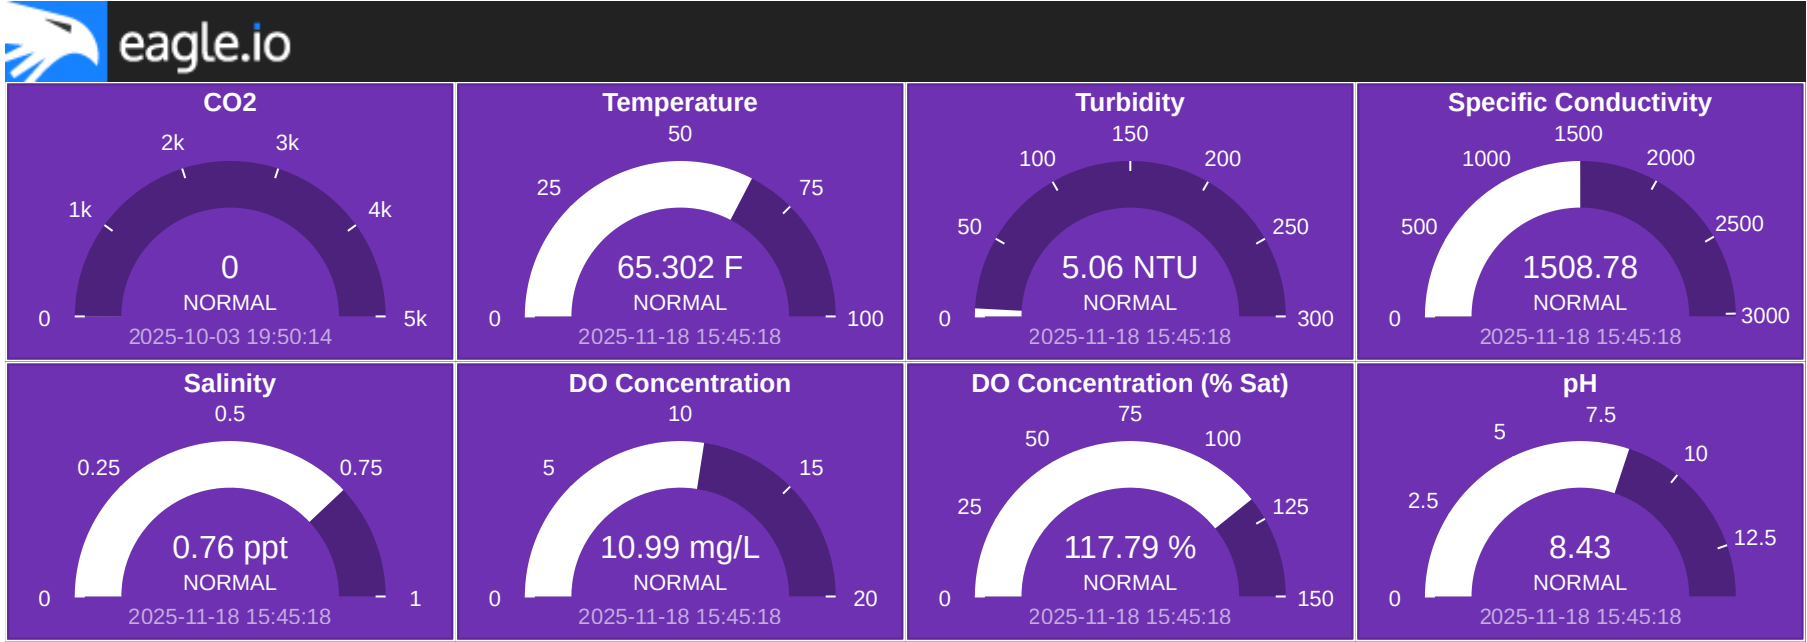 eagle.io
CO2
2k
3k
1k
4k
0
NORMAL
0
5k
2025-10-03 19:50:14
Temperature
50
25
75
65.302 F
NORMAL
0
100
2025-11-18 15:45:18
Turbidity
150
100
200
50
250
5.06 NTU
NORMAL
0
300
2025-11-18 15:45:18
Specific Conductivity
1500
1000
2000
500
2500
1508.78
NORMAL
0
3000
2025-11-18 15:45:18
Salinity
0.5
0.25
0.75
0.76 ppt
NORMAL
0
1
2025-11-18 15:45:18
DO Concentration
10
5
15
10.99 mg/L
NORMAL
0
20
2025-11-18 15:45:18
DO Concentration (% Sat)
75
50
100
25
125
117.79 %
NORMAL
0
150
2025-11-18 15:45:18
pH
7.5
5
10
2.5
12.5
8.43
NORMAL
0
2025-11-18 15:45:18